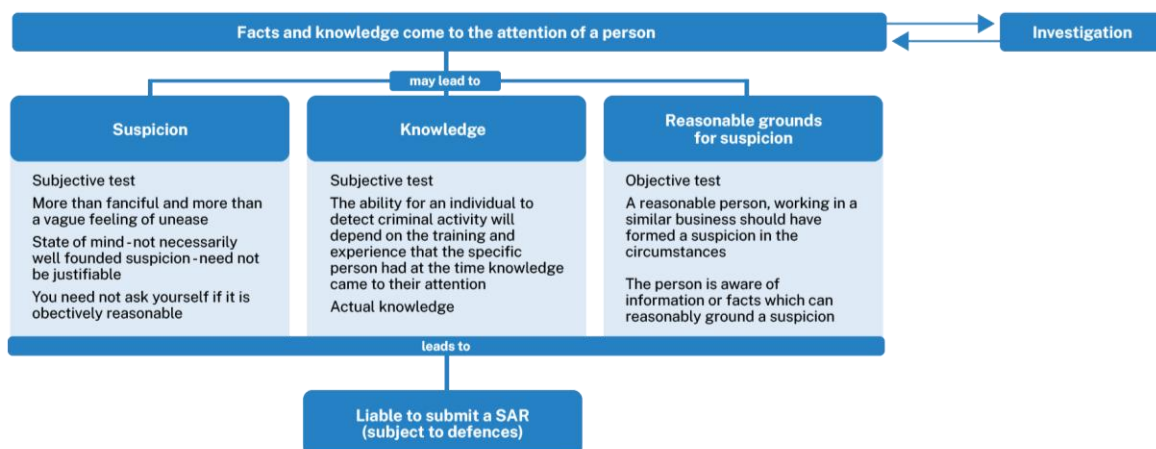 Facts and knowledge come to the attention of a person
Investigation
may lead to
Suspicion
Subjective test
More than fanciful and more than
a vague feeling of unease
State of mind - not necessarily
well founded suspicion - need not
be justifiable
You need not ask yourself if it is
obectively reasonable
Knowledge
Subjective test
The ability for an individual to
detect criminal activity will
depend on the training and
experience that the specific
person had at the time knowledge
came to their attention
Actual knowledge
Reasonable grounds
for suspicion
Objective test
A reasonable person, working in a
similar business should have
formed a suspicion in the
circumstances
The person is aware of
information or facts which can
reasonably ground a suspicion
leads to
Liable to submit a SAR
(subject to defences)